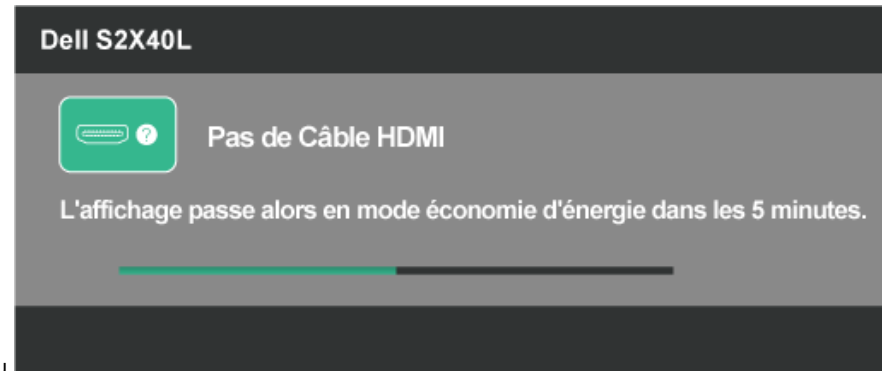 Dell S2X40L
?
Pas de Câble HDMI
L'affichage passe alors en mode économie d'énergie dans les 5 minutes.